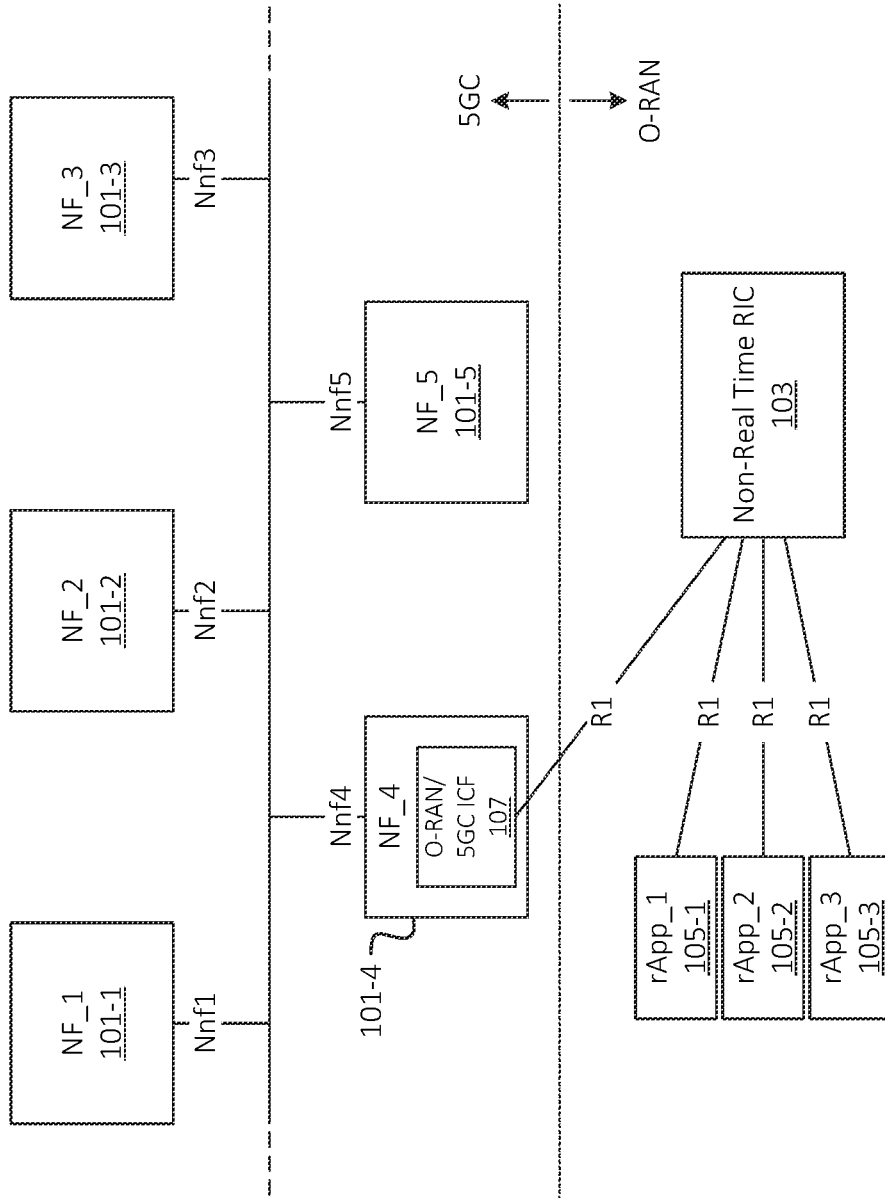 NF_1
101-1
NF_2
101-2
NF_3
101-3
Nnf1
Nnf2
Nnf3
Nnf4
Nnf5
101-4
NF_4
O-RAN/
5GC ICF
107
NF_5
101-5
5GC
O-RAN
R1
rApp_1
105-1
rApp_2
105-2
rApp_3
105-3
R1
R1
R1
Non-Real Time RIC
103